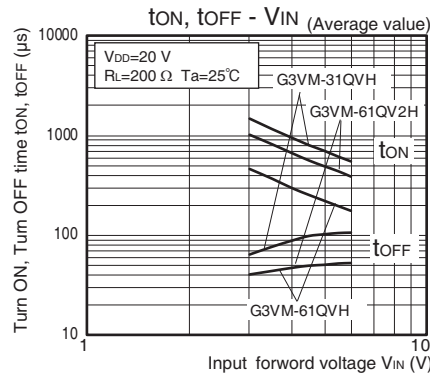 tON, tOFF - VIN (Average value)
Turn ON, Turn OFF time tON, tOFF (μs)
10000
1000
100
10
VDD=20 V
RL=200 Ω Ta=25℃
G3VM-31QVH
G3VM-61QV2H
tON
tOFF
G3VM-61QVH
1
10
Input forword voltage VIN (V)